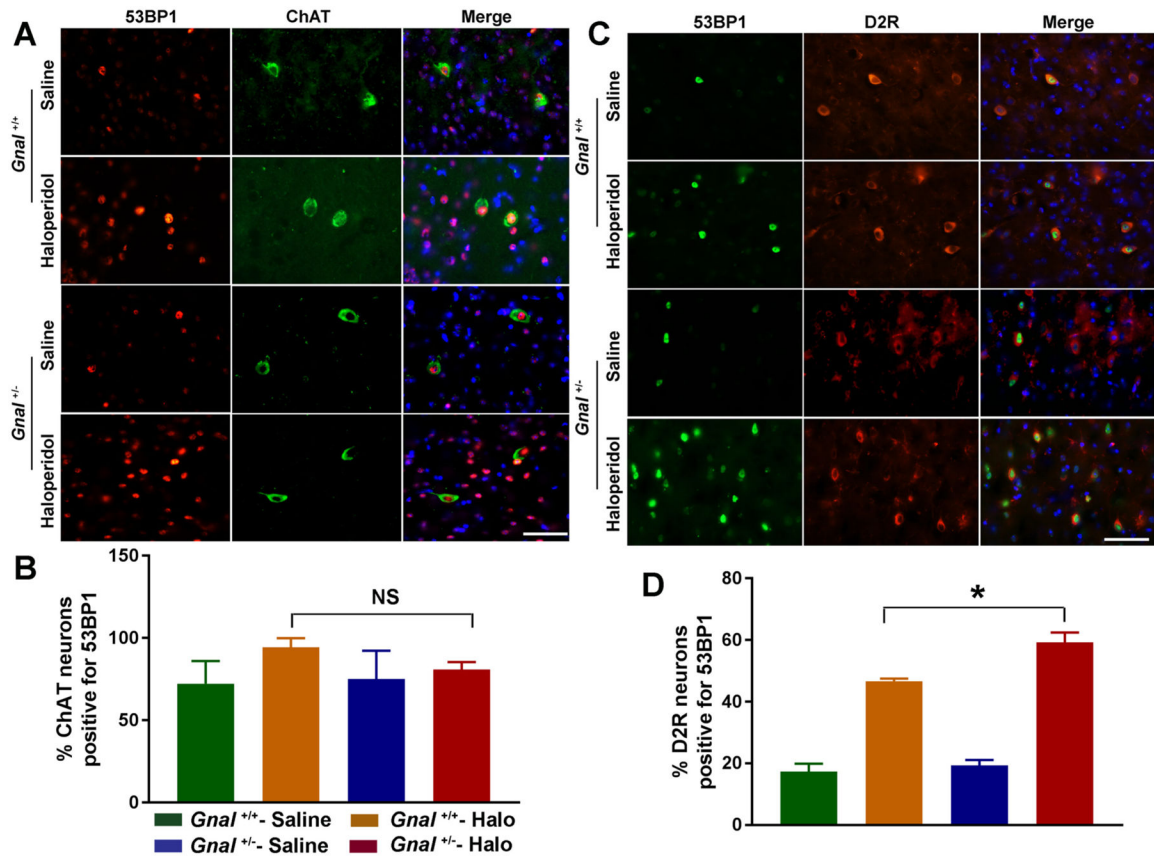 A
53BP1 ChAT Merge
Gnal +/+
Saline
Haloperidol
Gnal +/-
Saline
Haloperidol
B
% ChAT neurons
positive for 53BP1
150
100
50
0
NS
Gnal +/+- Saline
Gnal +/+- Halo
Gnal +/-- Saline
Gnal +/-- Halo
C
53BP1 D2R Merge
Gnal +/+
Saline
Haloperidol
Gnal +/-
Saline
Haloperidol
D
% D2R neurons
positive for 53BP1
80
60
40
20
0
*